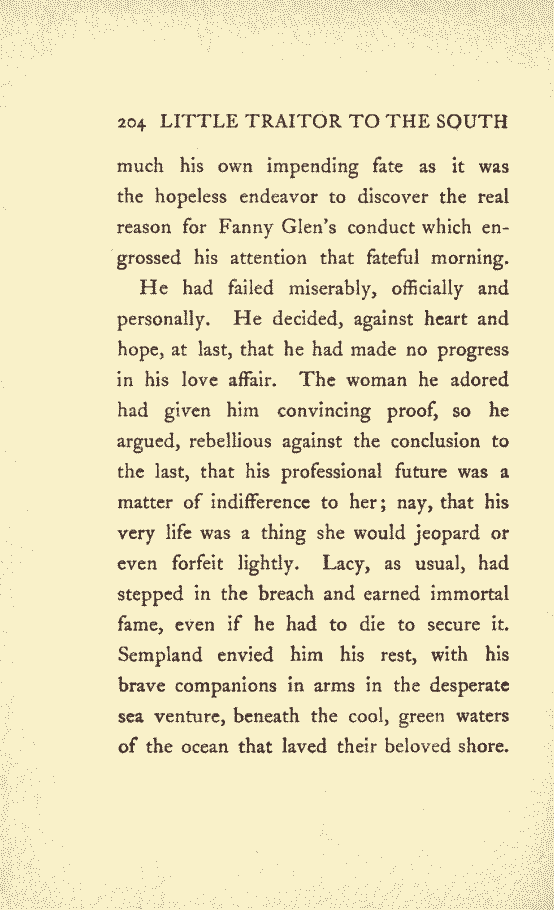 204 LITTLE TRAITOR TO THE SOUTH
much his own impending fate as it was
the hopeless endeavor to discover the real
reason for Fanny Glen's conduct which en-
grossed his attention that fateful morning.
He had failed miserably, officially and
personally. He decided, against heart and
hope, at last, that he had made no progress
in his love affair. The woman he adored
had given him convincing proof, so he
argued, rebellious against the conclusion to
the last, that his professional future was a
matter of indifference to her; nay, that his
very life was a thing she would jeopard or
even forfeit lightly. Lacy, as usual, had
stepped in the breach and earned immortal
fame, even if he had to die to secure it.
Sempland envied him his rest, with his
brave companions in arms in the desperate
sea venture, beneath the cool, green waters
of the ocean that laved their beloved shore.